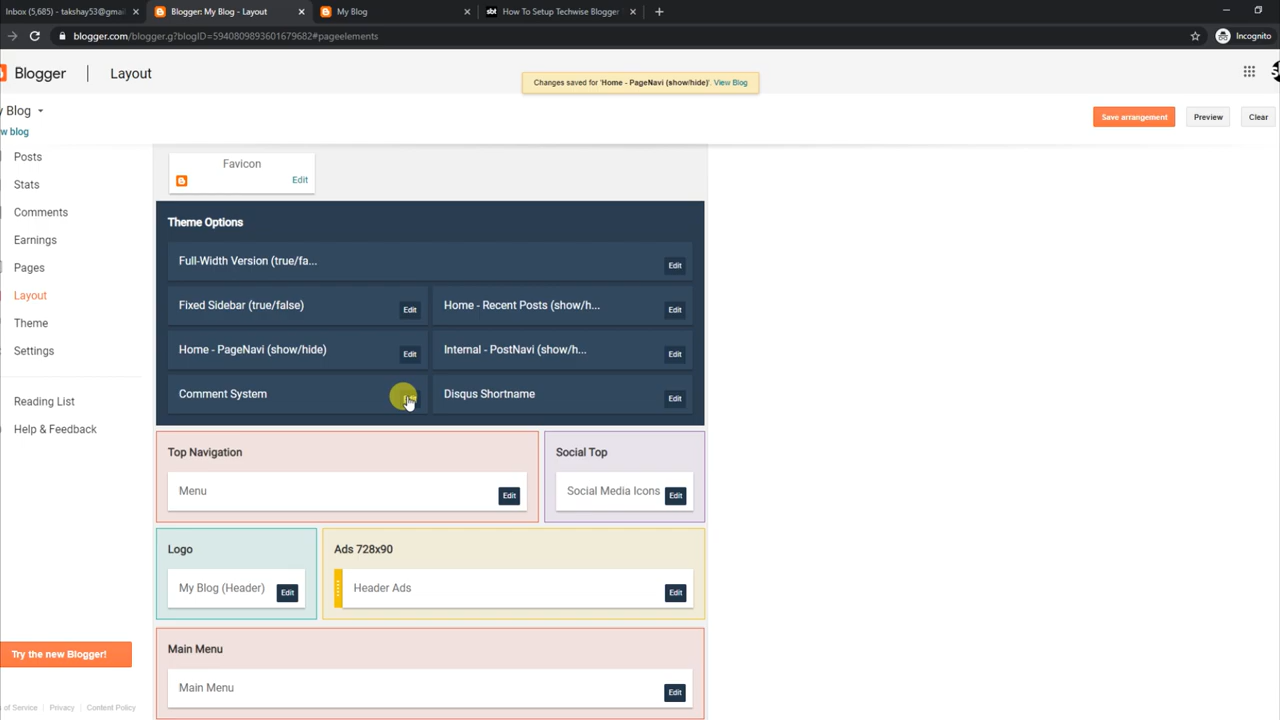 Inbox (5,685) - takshay53@gmai
Blogger: My Blog - Layout
My Blog
sbt
How To Setup Techwise Blogger
blogger.com/blogger.g?blogID=5940809893601679682#pageelements
Incognito
Blogger
Layout
Changes saved for 'Home - PageNavi (show/hide)'. View Blog
y Blog
w blog
Save arrangement
Preview
Clear
Posts
Stats
Comments
Earnings
Pages
Layout
Theme
Settings
Reading List
Help & Feedback
Try the new Blogger!
s of Service
Privacy
Content Policy
Favicon
Edit
Theme Options
Full-Width Version (true/fa...
Edit
Fixed Sidebar (true/false)
Edit
Home - Recent Posts (show/h...
Edit
Home - PageNavi (show/hide)
Edit
Internal - PostNavi (show/h...
Edit
Comment System
Disqus Shortname
Edit
Top Navigation
Menu
Edit
Social Top
Social Media Icons
Edit
Logo
My Blog (Header)
Edit
Ads 728x90
Header Ads
Edit
Main Menu
Main Menu
Edit